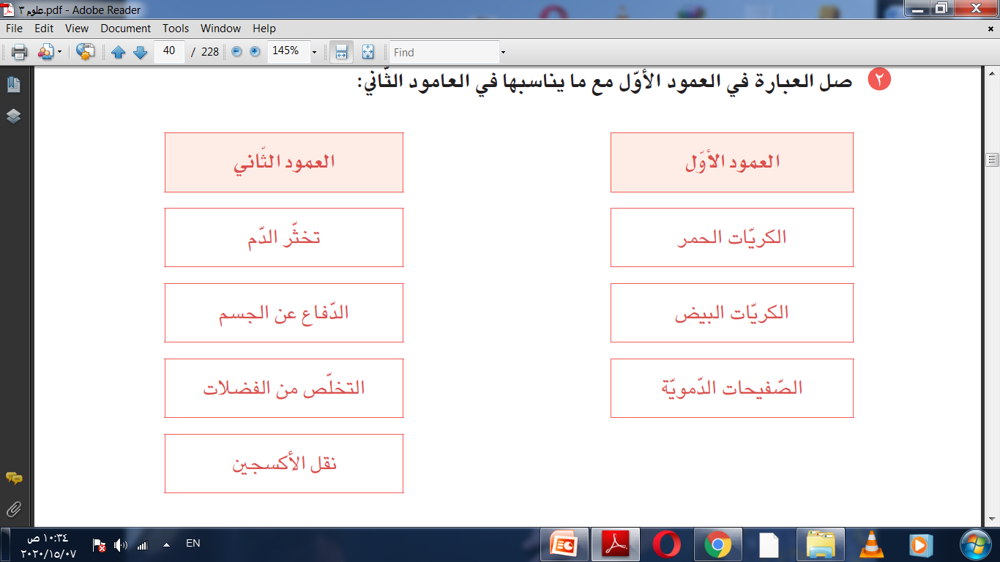 علوم ٣.pdf - Adobe Reader
File Edit View Document Tools Window Help
40 / 228 145% Find
٢ صل العبارة في العمود الأوّل مع ما يناسبها في العامود الثّاني:
العمود الأوّل العمود الثّاني
الكريّات الحمر تخثّر الدّم
الكريّات البيض الدّفاع عن الجسم
الصّفيحات الدّمويّة التخلّص من الفضلات
نقل الأكسجين
١٠:٣٤ ص EN
٢٠٢٠/١٥/٠٧